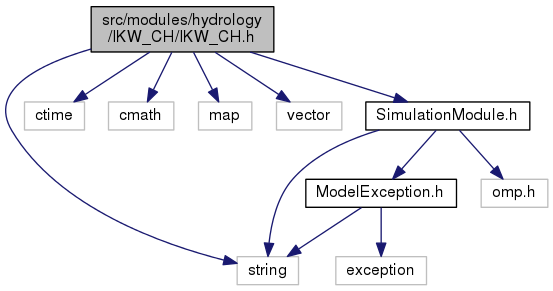 src/modules/hydrology
/IKW_CH/IKW_CH.h
ctime
cmath
map
vector
SimulationModule.h
ModelException.h
omp.h
string
exception